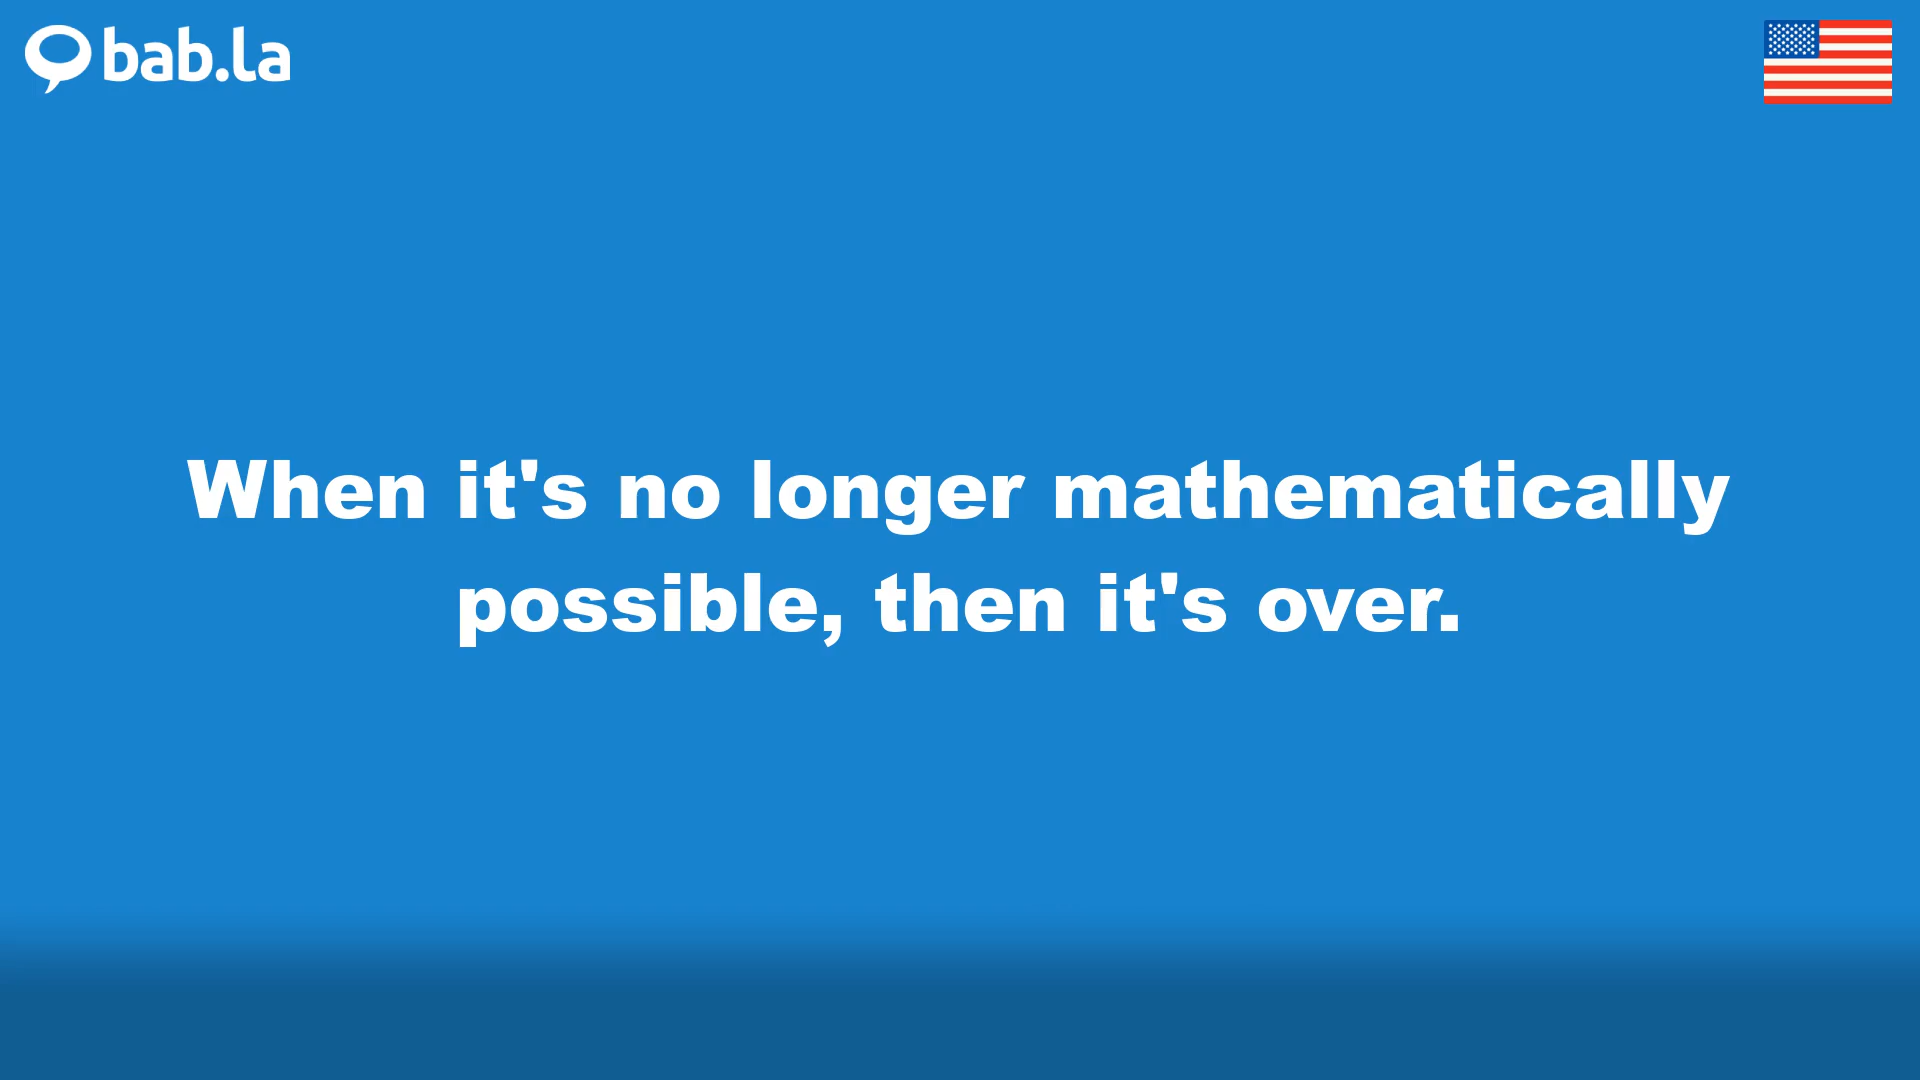 bab.la
When it's no longer mathematically
possible, then it's over.